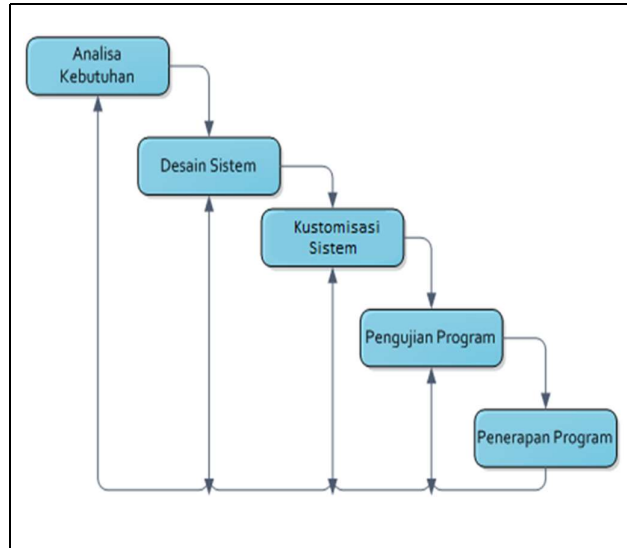 Analisa
Kebutuhan
Desain Sistem
Kustomisasi
Sistem
Pengujian Program
Penerapan Program